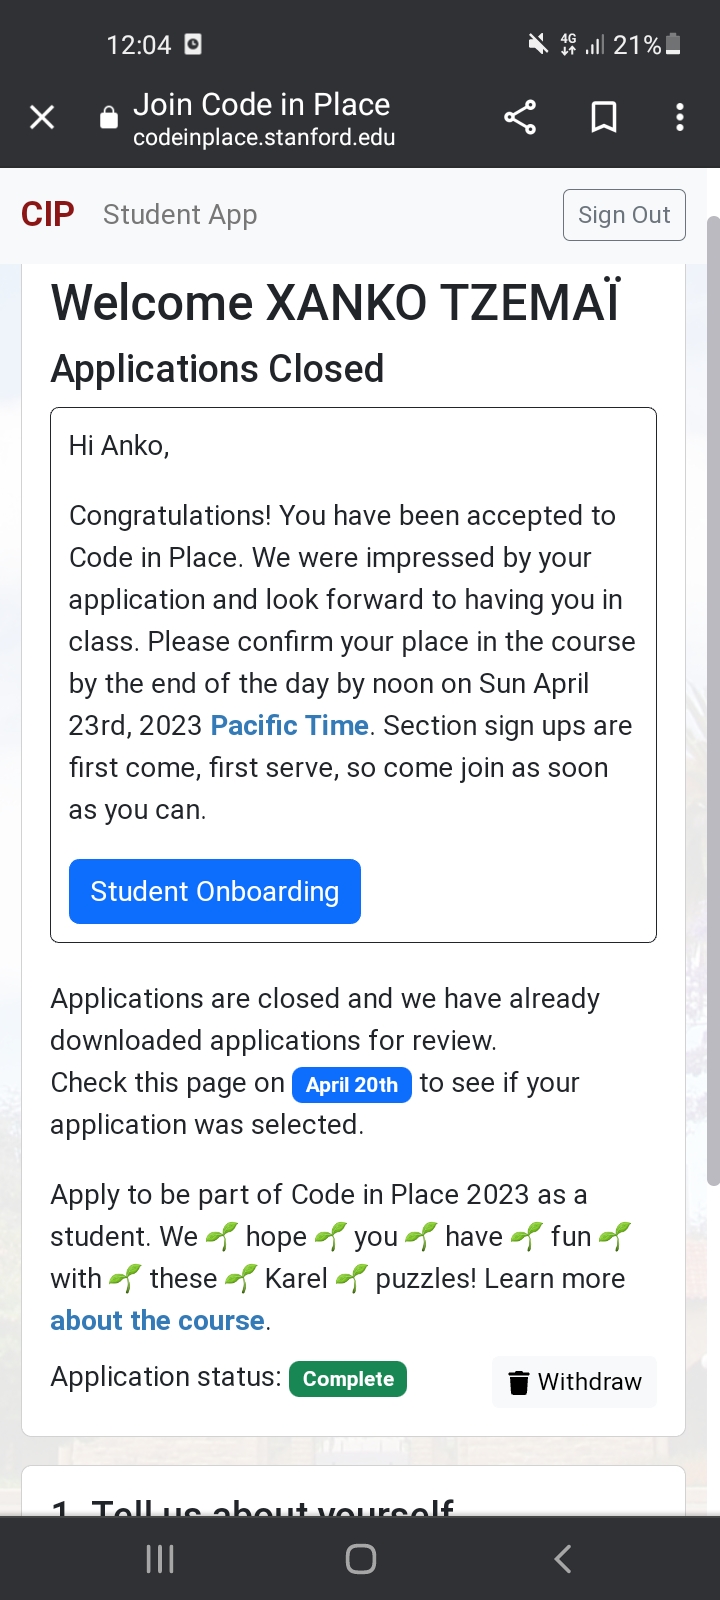 12:04 4G 21%
Join Code in Place
codeinplace.stanford.edu
CIP Student App Sign Out
Welcome XANKO TZEMAÏ
Applications Closed
Hi Anko,
Congratulations! You have been accepted to
Code in Place. We were impressed by your
application and look forward to having you in
class. Please confirm your place in the course
by the end of the day by noon on Sun April
23rd, 2023 Pacific Time. Section sign ups are
first come, first serve, so come join as soon
as you can.
Student Onboarding
Applications are closed and we have already
downloaded applications for review.
Check this page on April 20th to see if your
application was selected.
Apply to be part of Code in Place 2023 as a
student. We 🌱 hope 🌱 you 🌱 have 🌱 fun 🌱
with 🌱 these 🌱 Karel 🌱 puzzles! Learn more
about the course.
Application status: Complete Withdraw
1. Tell us about yourself